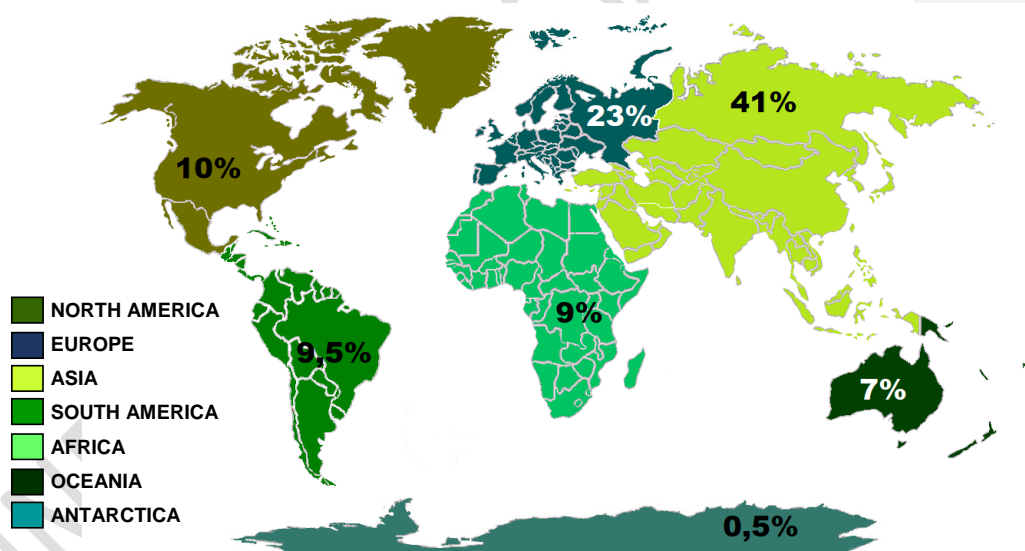 41%
23%
10%
9%
9,5%
7%
0,5%
NORTH AMERICA
EUROPE
ASIA
SOUTH AMERICA
AFRICA
OCEANIA
ANTARCTICA